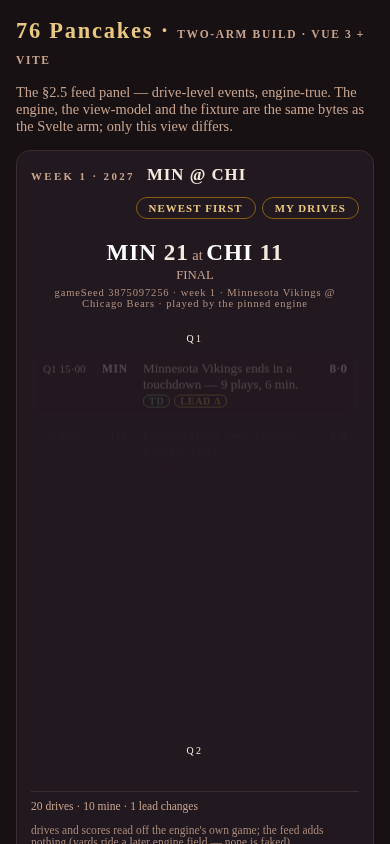 76 Pancakes · TWO-ARM BUILD · VUE 3 +
VITE
The §2.5 feed panel — drive-level events, engine-true. The
engine, the view-model and the fixture are the same bytes as
the Svelte arm; only this view differs.
WEEK 1 · 2027 MIN @ CHI
NEWEST FIRST MY DRIVES
MIN 21 at CHI 11
FINAL
gameSeed 3875097256 · week 1 · Minnesota Vikings @
Chicago Bears · played by the pinned engine
Q1
Q1 15:00 MIN Minnesota Vikings ends in a 8-0
touchdown — 9 plays, 6 min.
TD LEAD Δ
Q2
20 drives · 10 mine · 1 lead changes
drives and scores read off the engine's own game; the feed adds
nothing (yards ride a later engine field — none is faked)